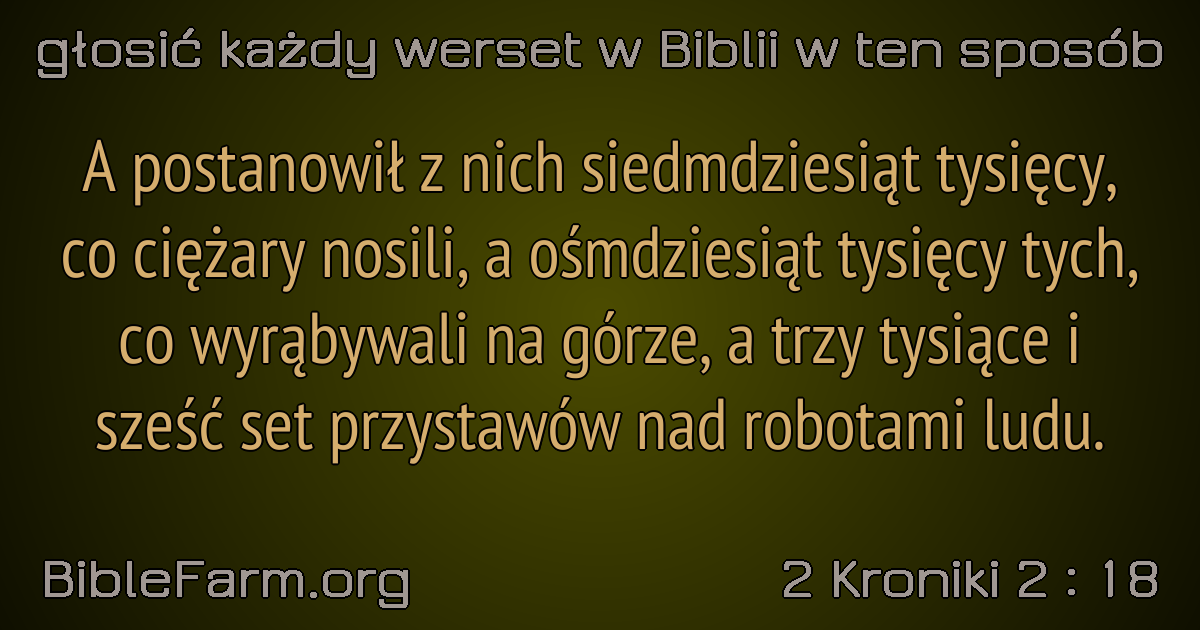 głosić każdy werset w Biblii w ten sposób
A postanowił z nich siedmdziesiąt tysięcy,
co ciężary nosili, a ośmdziesiąt tysięcy tych,
co wyrąbywali na górze, a trzy tysiące i
sześć set przystawów nad robotami ludu.
BibleFarm.org
2 Kroniki 2 : 18